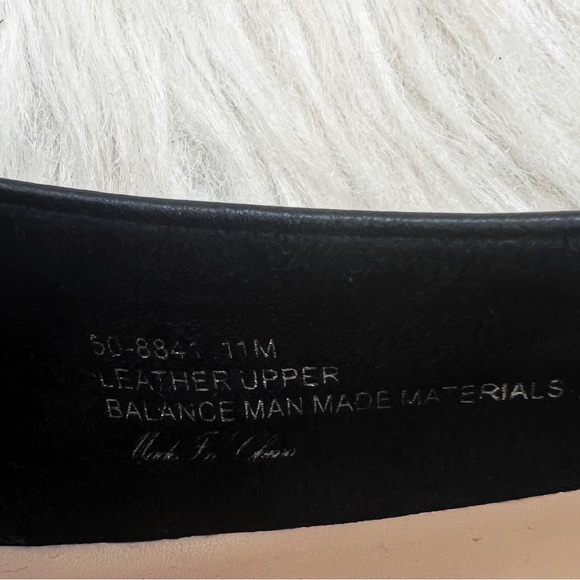 50-8841 11M
LEATHER UPPER
BALANCE MAN MADE MATERIALS
Made In China